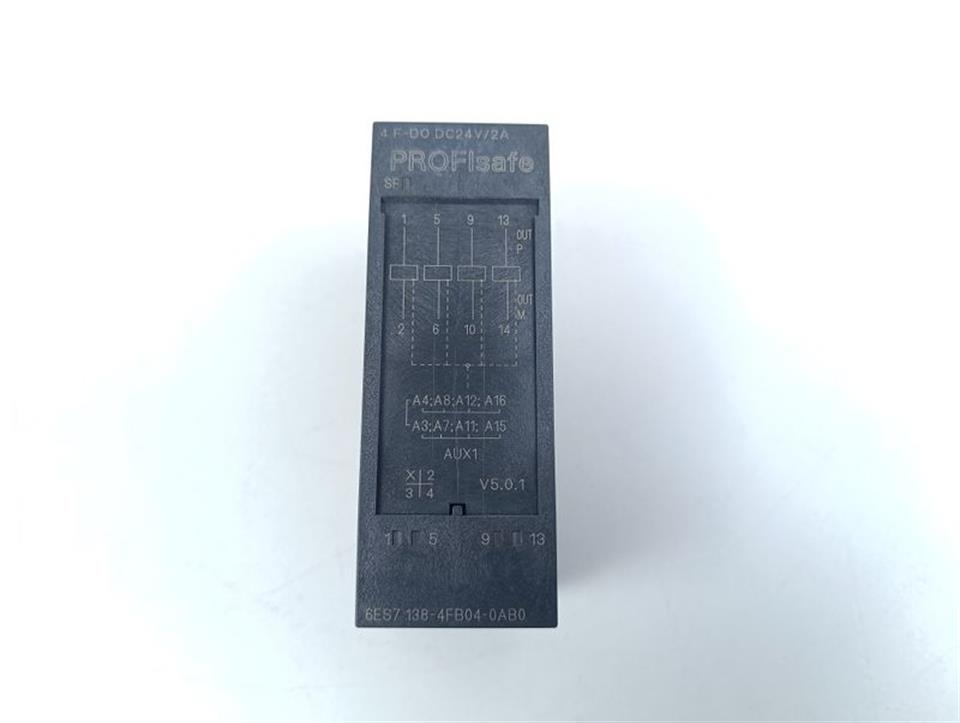 4 F-DO DC24V/2A
PROFIsafe
SF
1 5 9 13
OUT
P
OUT
M
2 6 10 14
A4;A8;A12; A16
A3;A7;A11; A15
AUX1
X 2
3 4 V5.0.1
1 5 9 13
6ES7 138-4FB04-0AB0